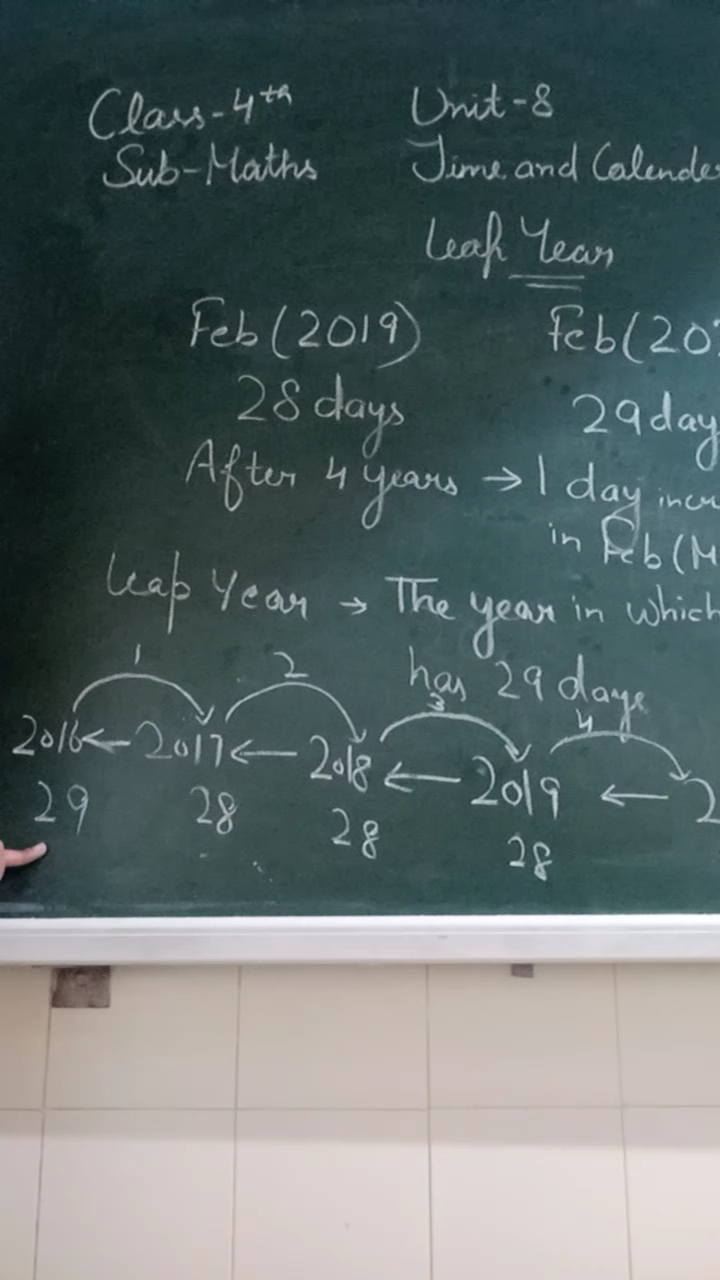 Class-4th Unit-8
Sub-Maths Time and Calende
Leap Year
Feb(2019) Feb(20
28 days 29 day
After 4 years → 1 day incr
in Feb(M
Leap Year → The year in which
has 29 days
1 2 3 4
2016 ← 2017 ← 2018 ← 2019 ← 2
29 28 28 28